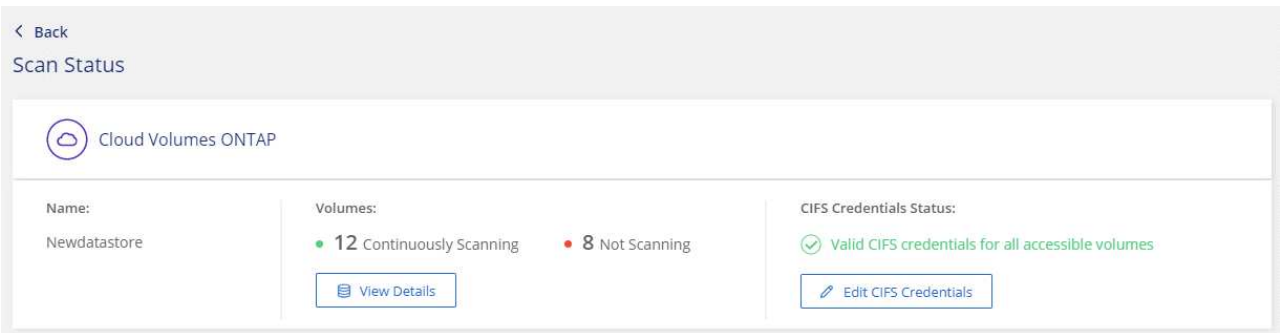 Back
Scan Status
Cloud Volumes ONTAP
Name:
Newdatastore
Volumes:
12 Continuously Scanning
8 Not Scanning
View Details
CIFS Credentials Status:
Valid CIFS credentials for all accessible volumes
Edit CIFS Credentials